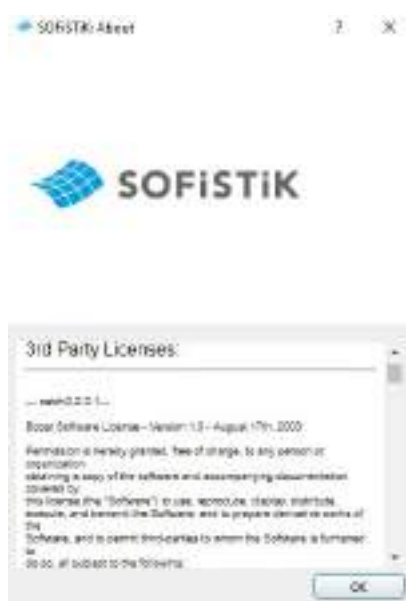 SOFiSTiK: About
? X
SOFiSTiK
3rd Party Licenses:
Boost Software License - Version 1.0 - August 17th, 2003
Permission is hereby granted, free of charge, to any person or
organization
obtaining a copy of the software and accompanying documentation
covered by
this license (the "Software") to use, reproduce, display, distribute,
execute, and transmit the Software, and to prepare derivative works of
the
Software, and to permit third-parties to whom the Software is furnished
to
do so, all subject to the following:
OK